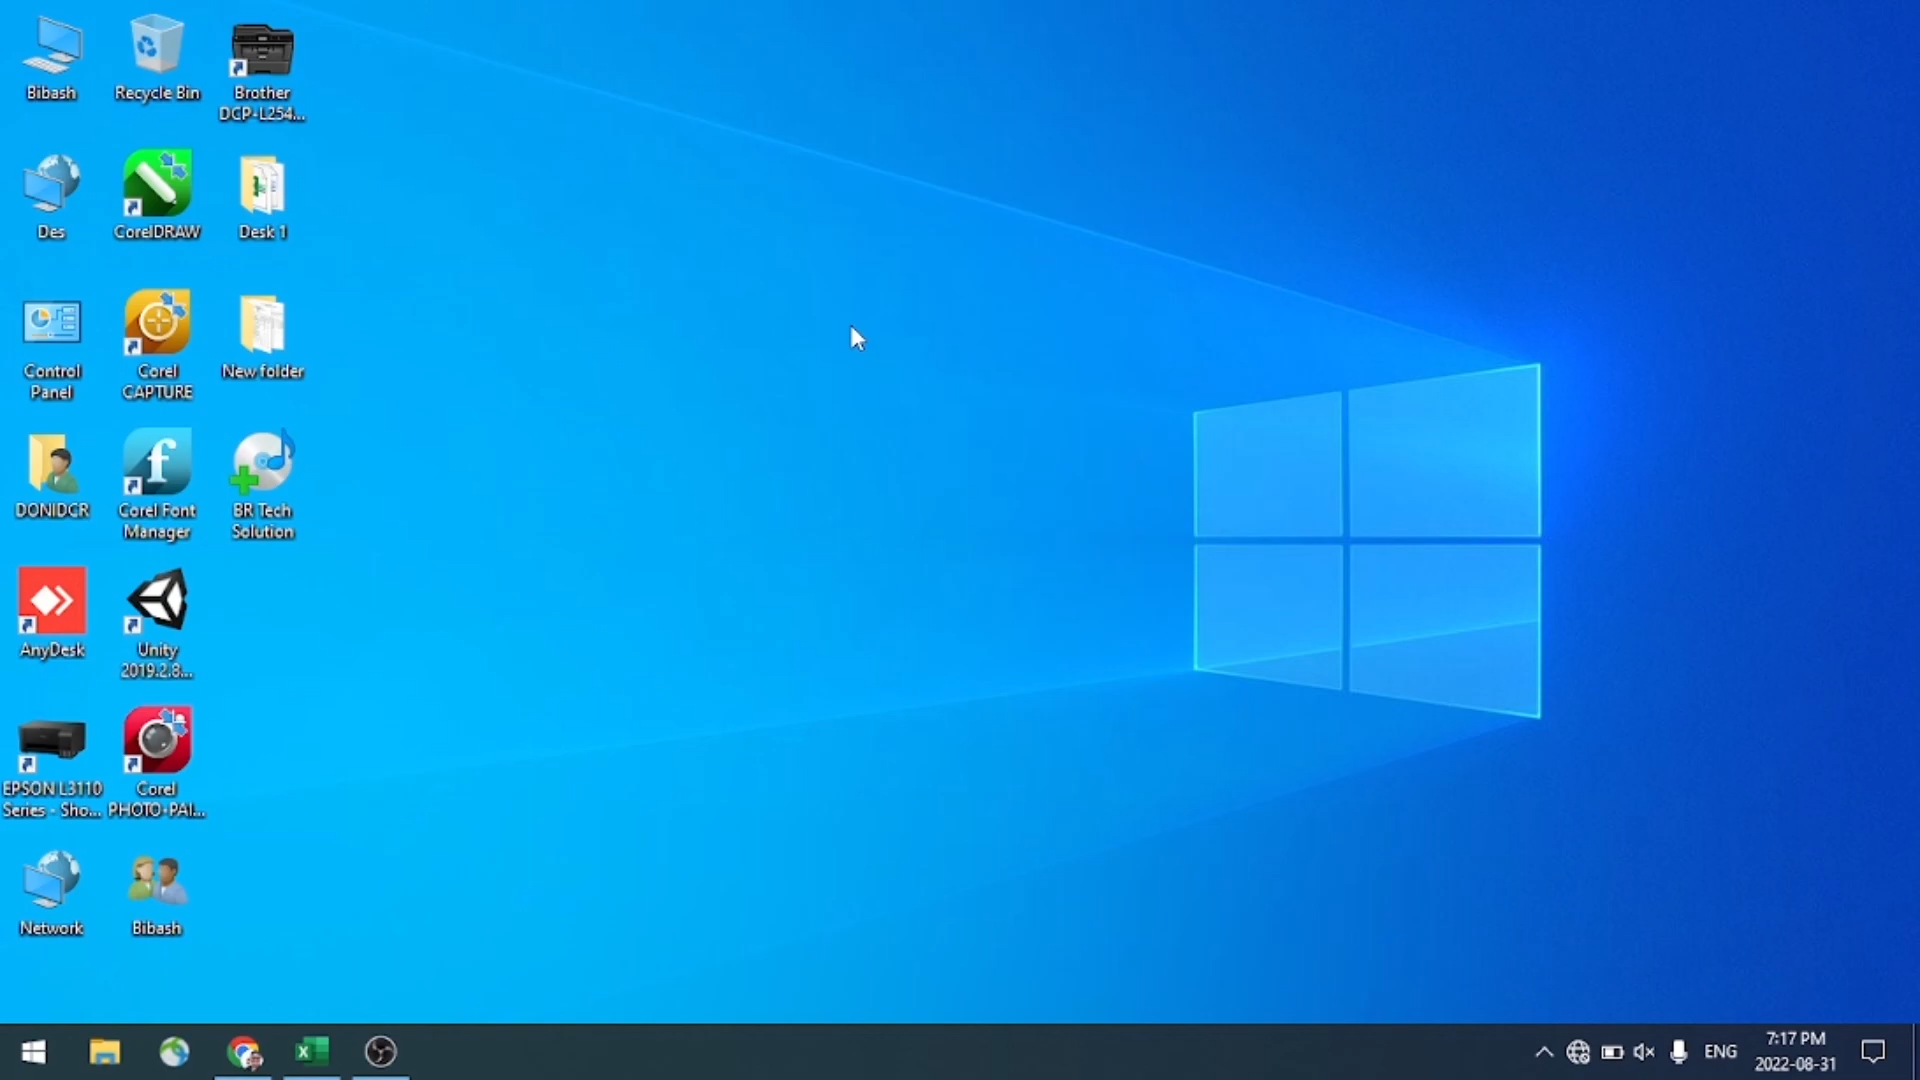 Bibash
Recycle Bin
Brother
DCP-L254...
Des
CorelDRAW
Desk 1
Control
Panel
Corel
CAPTURE
New folder
DONIDCR
Corel Font
Manager
BR Tech
Solution
AnyDesk
Unity
2019.2.8...
EPSON L3110
Series - Sho...
Corel
PHOTO-PAI...
Network
Bibash
ENG
7:17 PM
2022-08-31